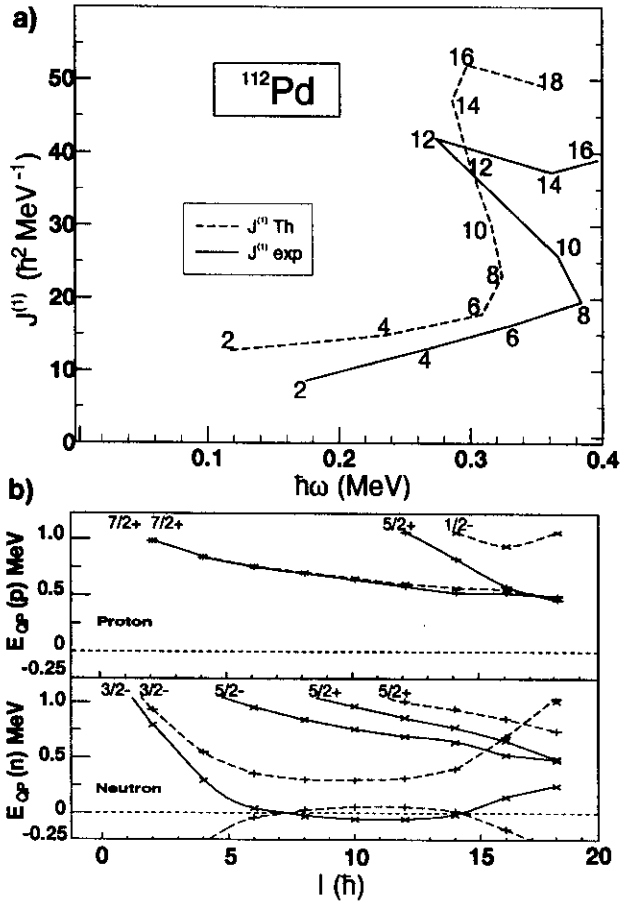 a)
¹¹²Pd
J⁽¹⁾ (ħ² MeV⁻¹)
50
40
30
20
10
0
J⁽¹⁾ Th
J⁽¹⁾ exp
16
18
14
12
12
16
14
10
10
8
8
6
6
4
4
2
2
0.1
0.2
0.3
0.4
ħω (MeV)
b)
7/2+ 7/2+ 5/2+ 1/2-
E_QP (p) MeV
1.0
0.5
0
-0.25
Proton
3/2- 3/2- 5/2- 5/2+ 5/2+
E_QP (n) MeV
1.0
0.5
0
-0.25
Neutron
0 5 10 15 20
I (ħ)